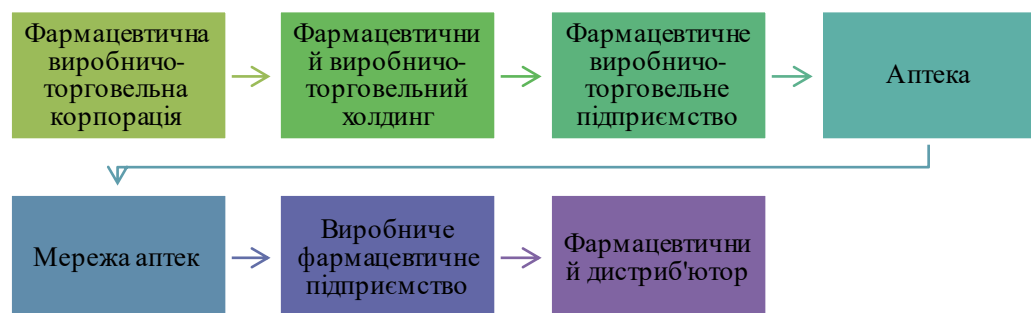 Фармацевтична
виробничо-
торговельна
корпорація
Фармацевтични
й виробничо-
торговельний
холдинг
Фармацевтичне
виробничо-
торговельне
підприємство
Аптека
Мережа аптек
Виробниче
фармацевтичне
підприємство
Фармацевтични
й дистриб'ютор